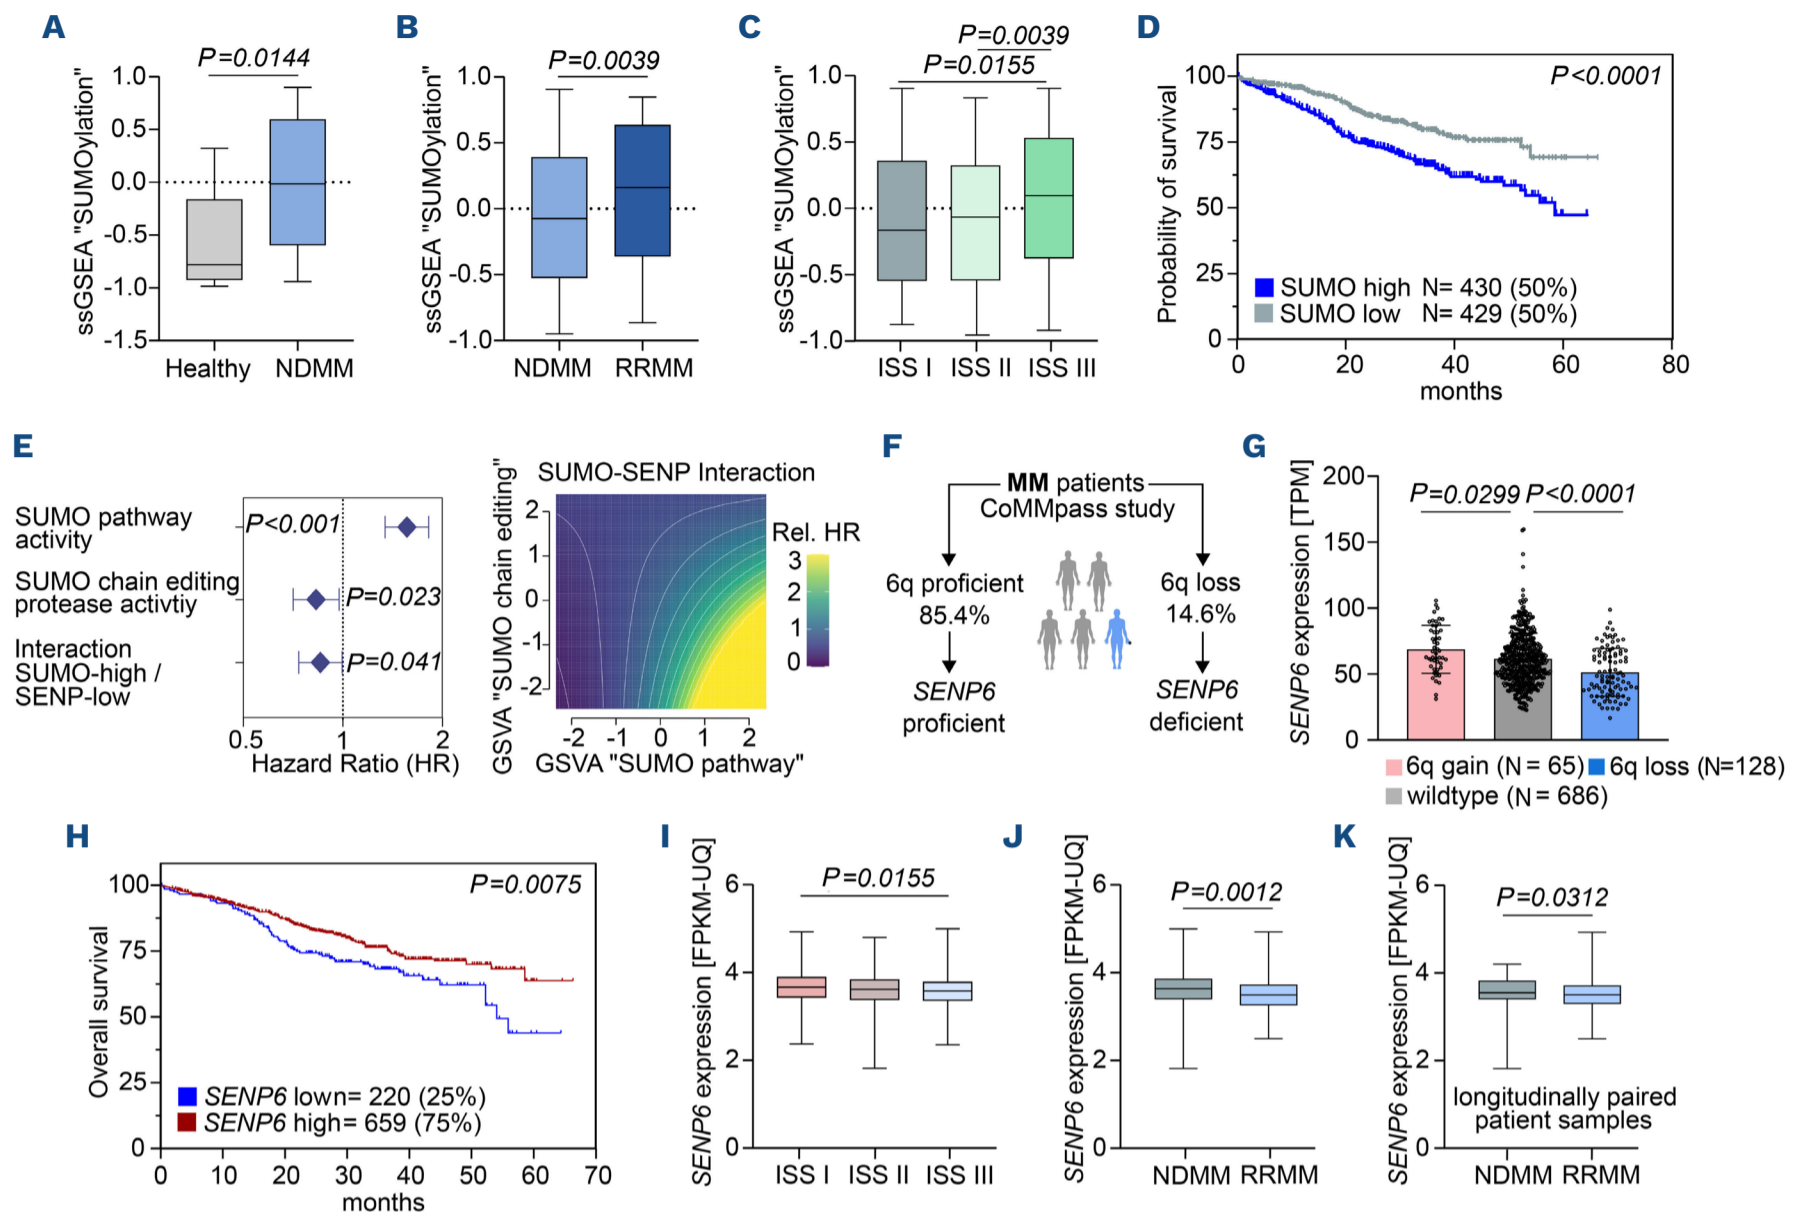 A
P=0.0144
ssGSEA "SUMOylation"
1.0
0.5
0.0
-0.5
-1.0
-1.5
Healthy NDMM
B
P=0.0039
ssGSEA "SUMOylation"
1.0
0.5
0.0
-0.5
-1.0
NDMM RRMM
C
P=0.0039
P=0.0155
ssGSEA "SUMOylation"
1.0
0.5
0.0
-0.5
-1.0
ISS I ISS II ISS III
D
P<0.0001
Probability of survival
100
75
50
25
0
SUMO high N= 430 (50%)
SUMO low N= 429 (50%)
0 20 40 60 80
months
E
SUMO pathway
activity
P<0.001
SUMO chain editing
protease activtiy
P=0.023
Interaction
SUMO-high /
SENP-low
P=0.041
0.5 1 2
Hazard Ratio (HR)
SUMO-SENP Interaction
GSVA "SUMO chain editing"
2
1
0
-1
-2
-2 -1 0 1 2
GSVA "SUMO pathway"
Rel. HR
3
2
1
0
F
MM patients
CoMMpass study
6q proficient
85.4%
SENP6
proficient
6q loss
14.6%
SENP6
deficient
G
SENP6 expression [TPM]
200
150
100
50
0
P=0.0299 P<0.0001
6q gain (N = 65) 6q loss (N=128)
wildtype (N = 686)
H
P=0.0075
Overall survival
100
75
50
25
0
SENP6 lown= 220 (25%)
SENP6 high= 659 (75%)
0 10 20 30 40 50 60 70
months
I
P=0.0155
SENP6 expression [FPKM-UQ]
6
4
2
0
ISS I ISS II ISS III
J
P=0.0012
SENP6 expression [FPKM-UQ]
6
4
2
0
NDMM RRMM
K
P=0.0312
SENP6 expression [FPKM-UQ]
6
4
2
0
longitudinally paired
patient samples
NDMM RRMM